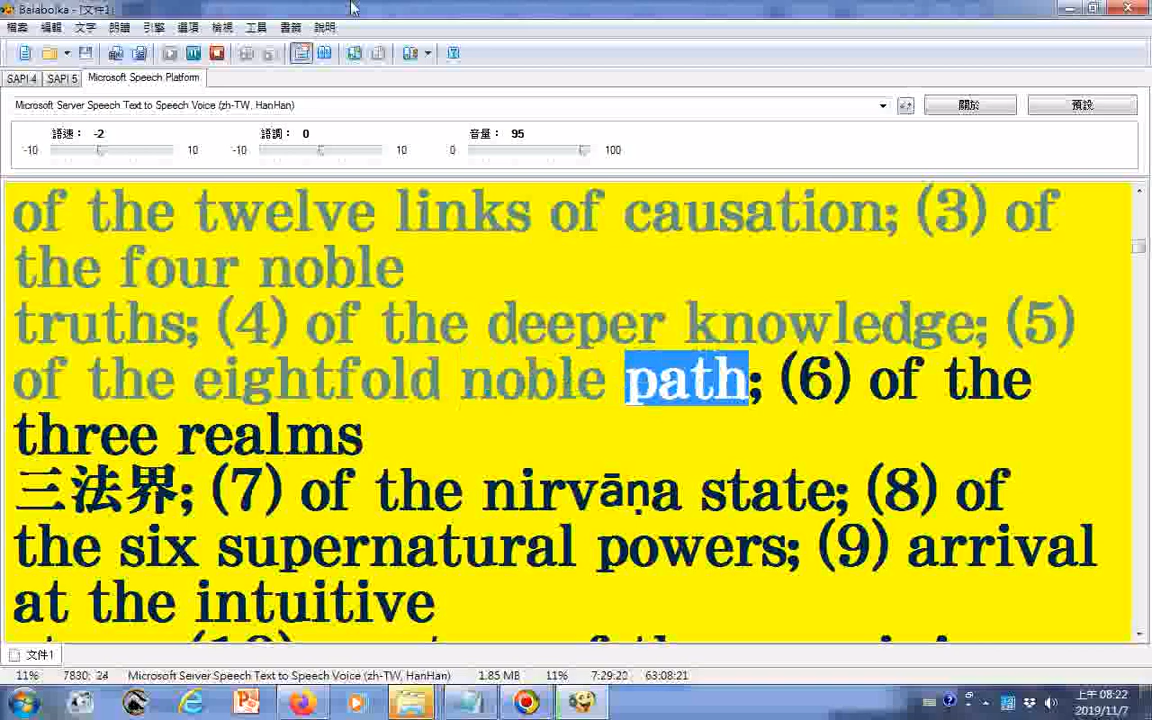 Balabolka - [文件1]
檔案 編輯 文字 朗讀 引擎 選項 檢視 工具 書籤 說明
SAPI 4 SAPI 5 Microsoft Speech Platform
Microsoft Server Speech Text to Speech Voice (zh-TW, HanHan) 關於 預設
語速： -2 語調： 0 音量： 95
-10 10 -10 10 0 100
of the twelve links of causation; (3) of
the four noble
truths; (4) of the deeper knowledge; (5)
of the eightfold noble path; (6) of the
three realms
三法界; (7) of the nirvāṇa state; (8) of
the six supernatural powers; (9) arrival
at the intuitive
文件1
11% 7830; 24 Microsoft Server Speech Text to Speech Voice (zh-TW, HanHan) 1.85 MB 11% 7:29:20 63:08:21
上午 08:22
2019/11/7